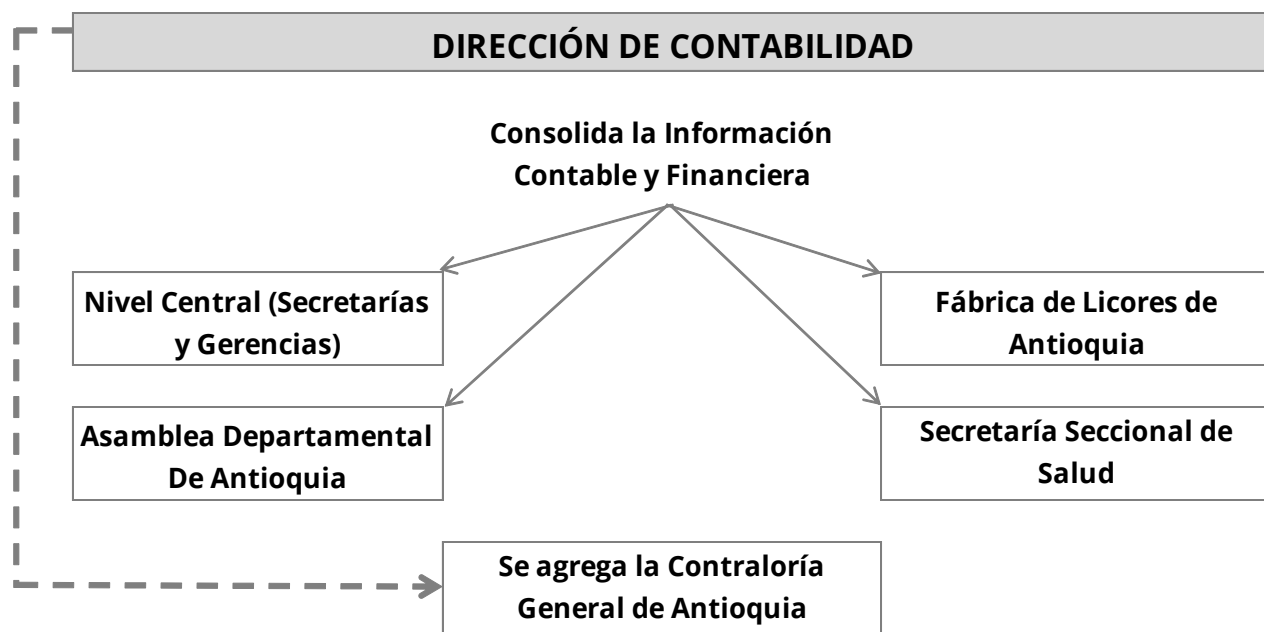 DIRECCIÓN DE CONTABILIDAD
Consolida la Información
Contable y Financiera
Nivel Central (Secretarías
y Gerencias)
Fábrica de Licores de
Antioquia
Asamblea Departamental
De Antioquia
Secretaría Seccional de
Salud
Se agrega la Contraloría
General de Antioquia